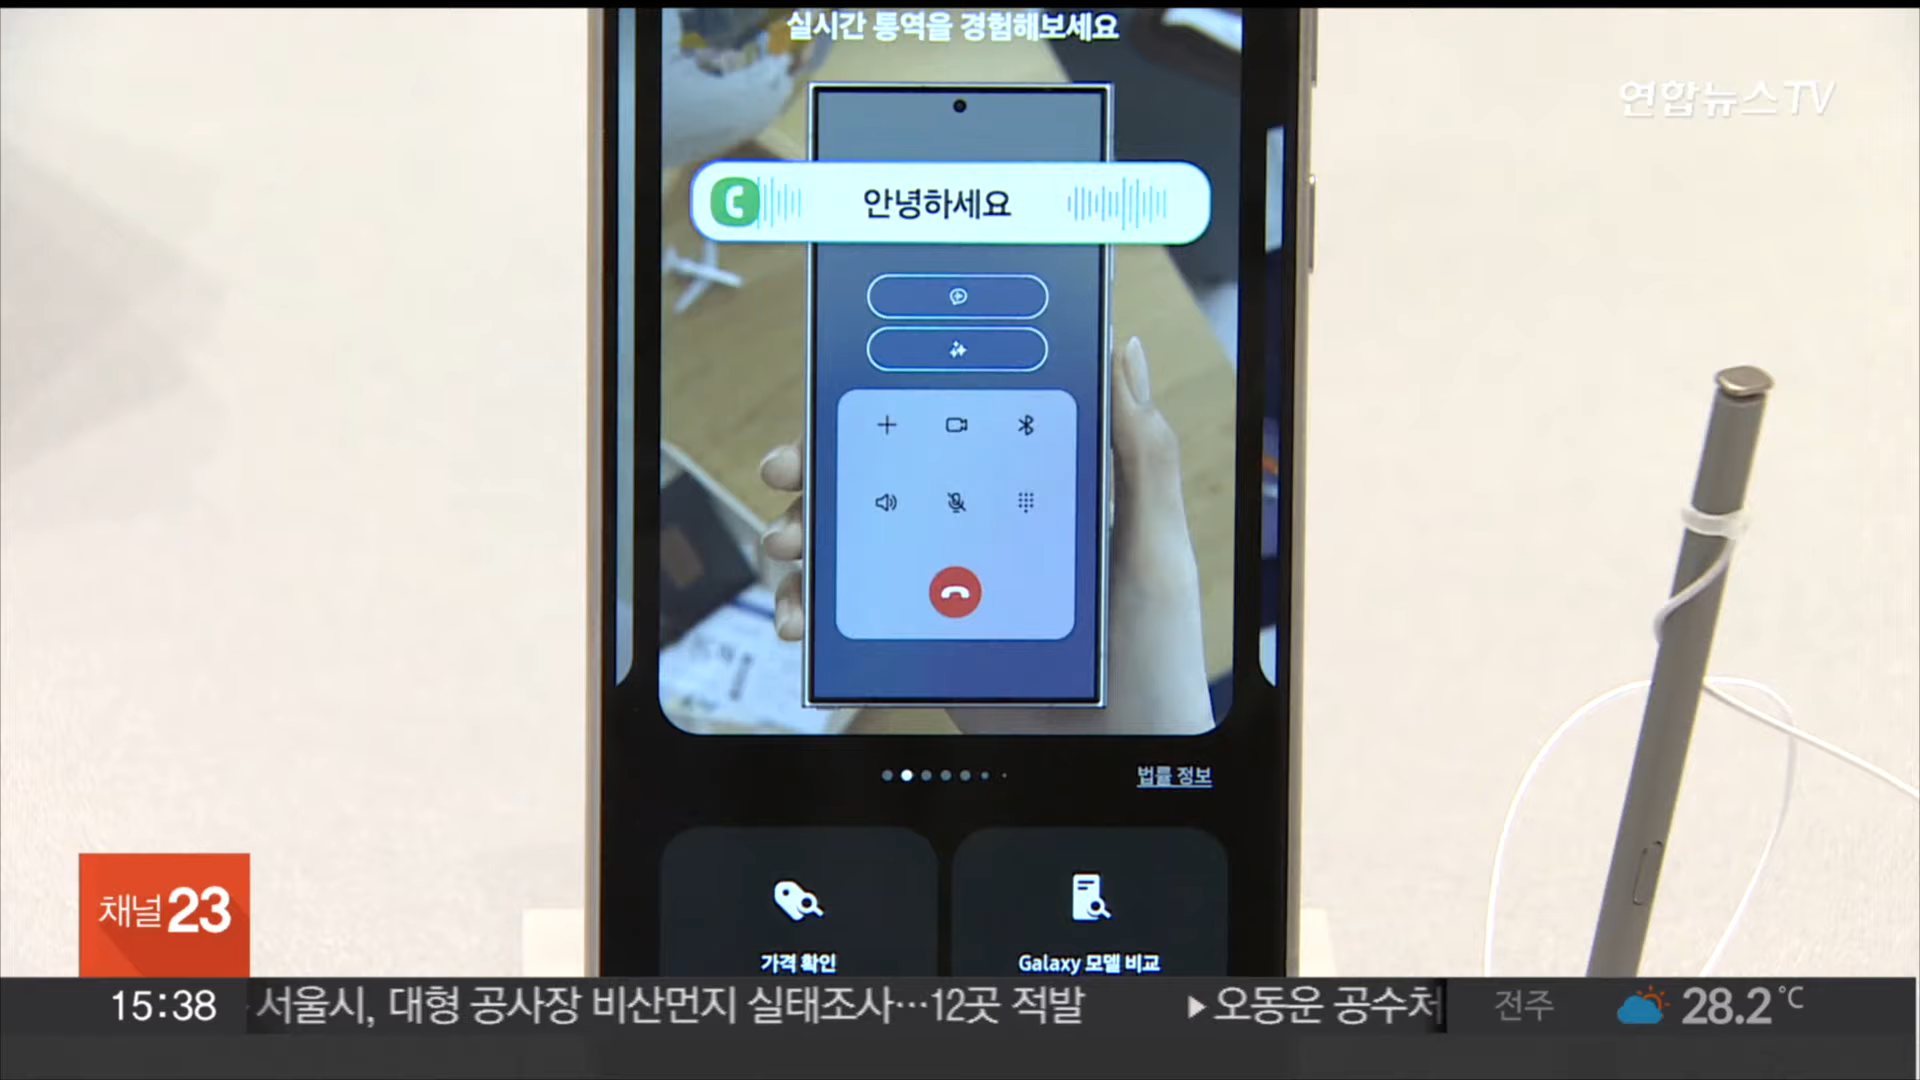 실시간 통역을 경험해보세요
연합뉴스TV
안녕하세요
법률 정보
가격 확인
Galaxy 모델 비교
채널 23
15:38
서울시, 대형 공사장 비산먼지 실태조사…12곳 적발
▶오동운 공수처
전주
28.2℃